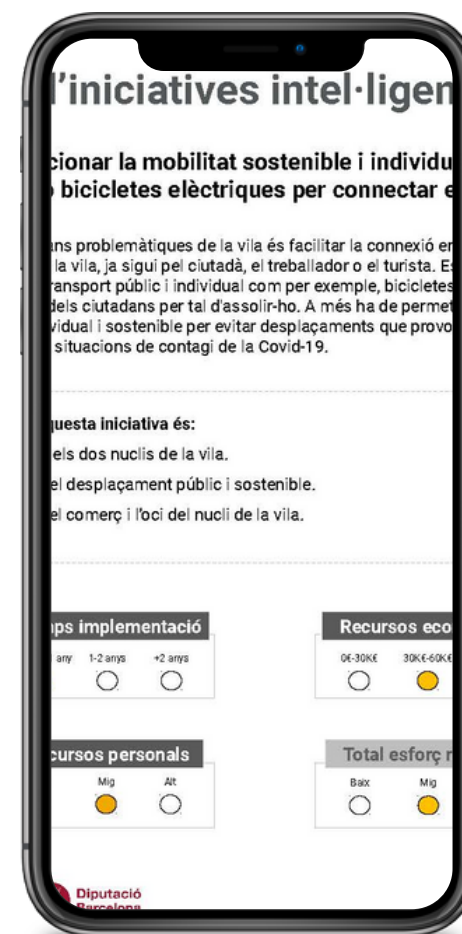 l'iniciatives intel·ligen
cionar la mobilitat sostenible i individu
bicicletes elèctriques per connectar e
ns problemàtiques de la vila és facilitar la connexió en
la vila, ja sigui pel ciutadà, el treballador o el turista. Es
ransport públic i individual com per exemple, bicicletes
dels ciutadans per tal d'assolir-ho. A més ha de permet
vidual i sostenible per evitar desplaçaments que provo
situacions de contagi de la Covid-19.
questa iniciativa és:
els dos nuclis de la vila.
el desplaçament públic i sostenible.
el comerç i l'oci del nucli de la vila.
ps implementació
Recursos eco
any 1-2 anys +2 anys
0€-30K€ 30K€-60K€
cursos personals
Total esforç r
Mig Alt
Baix Mig
Diputació
Barcelona